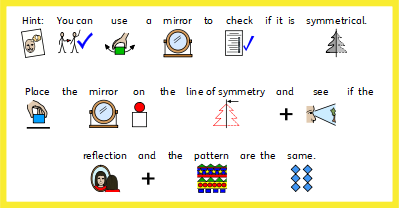 Hint: You can use a mirror to check if it is symmetrical.
Place the mirror on the line of symmetry and see if the
reflection and the pattern are the same.